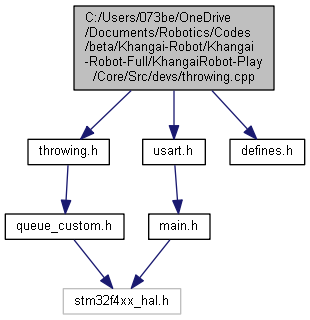 C:/Users/073be/OneDrive
/Documents/Robotics/Codes
/beta/Khangai-Robot/Khangai
-Robot-Full/KhangaiRobot-Play
/Core/Src/devs/throwing.cpp
throwing.h
usart.h
defines.h
queue_custom.h
main.h
stm32f4xx_hal.h